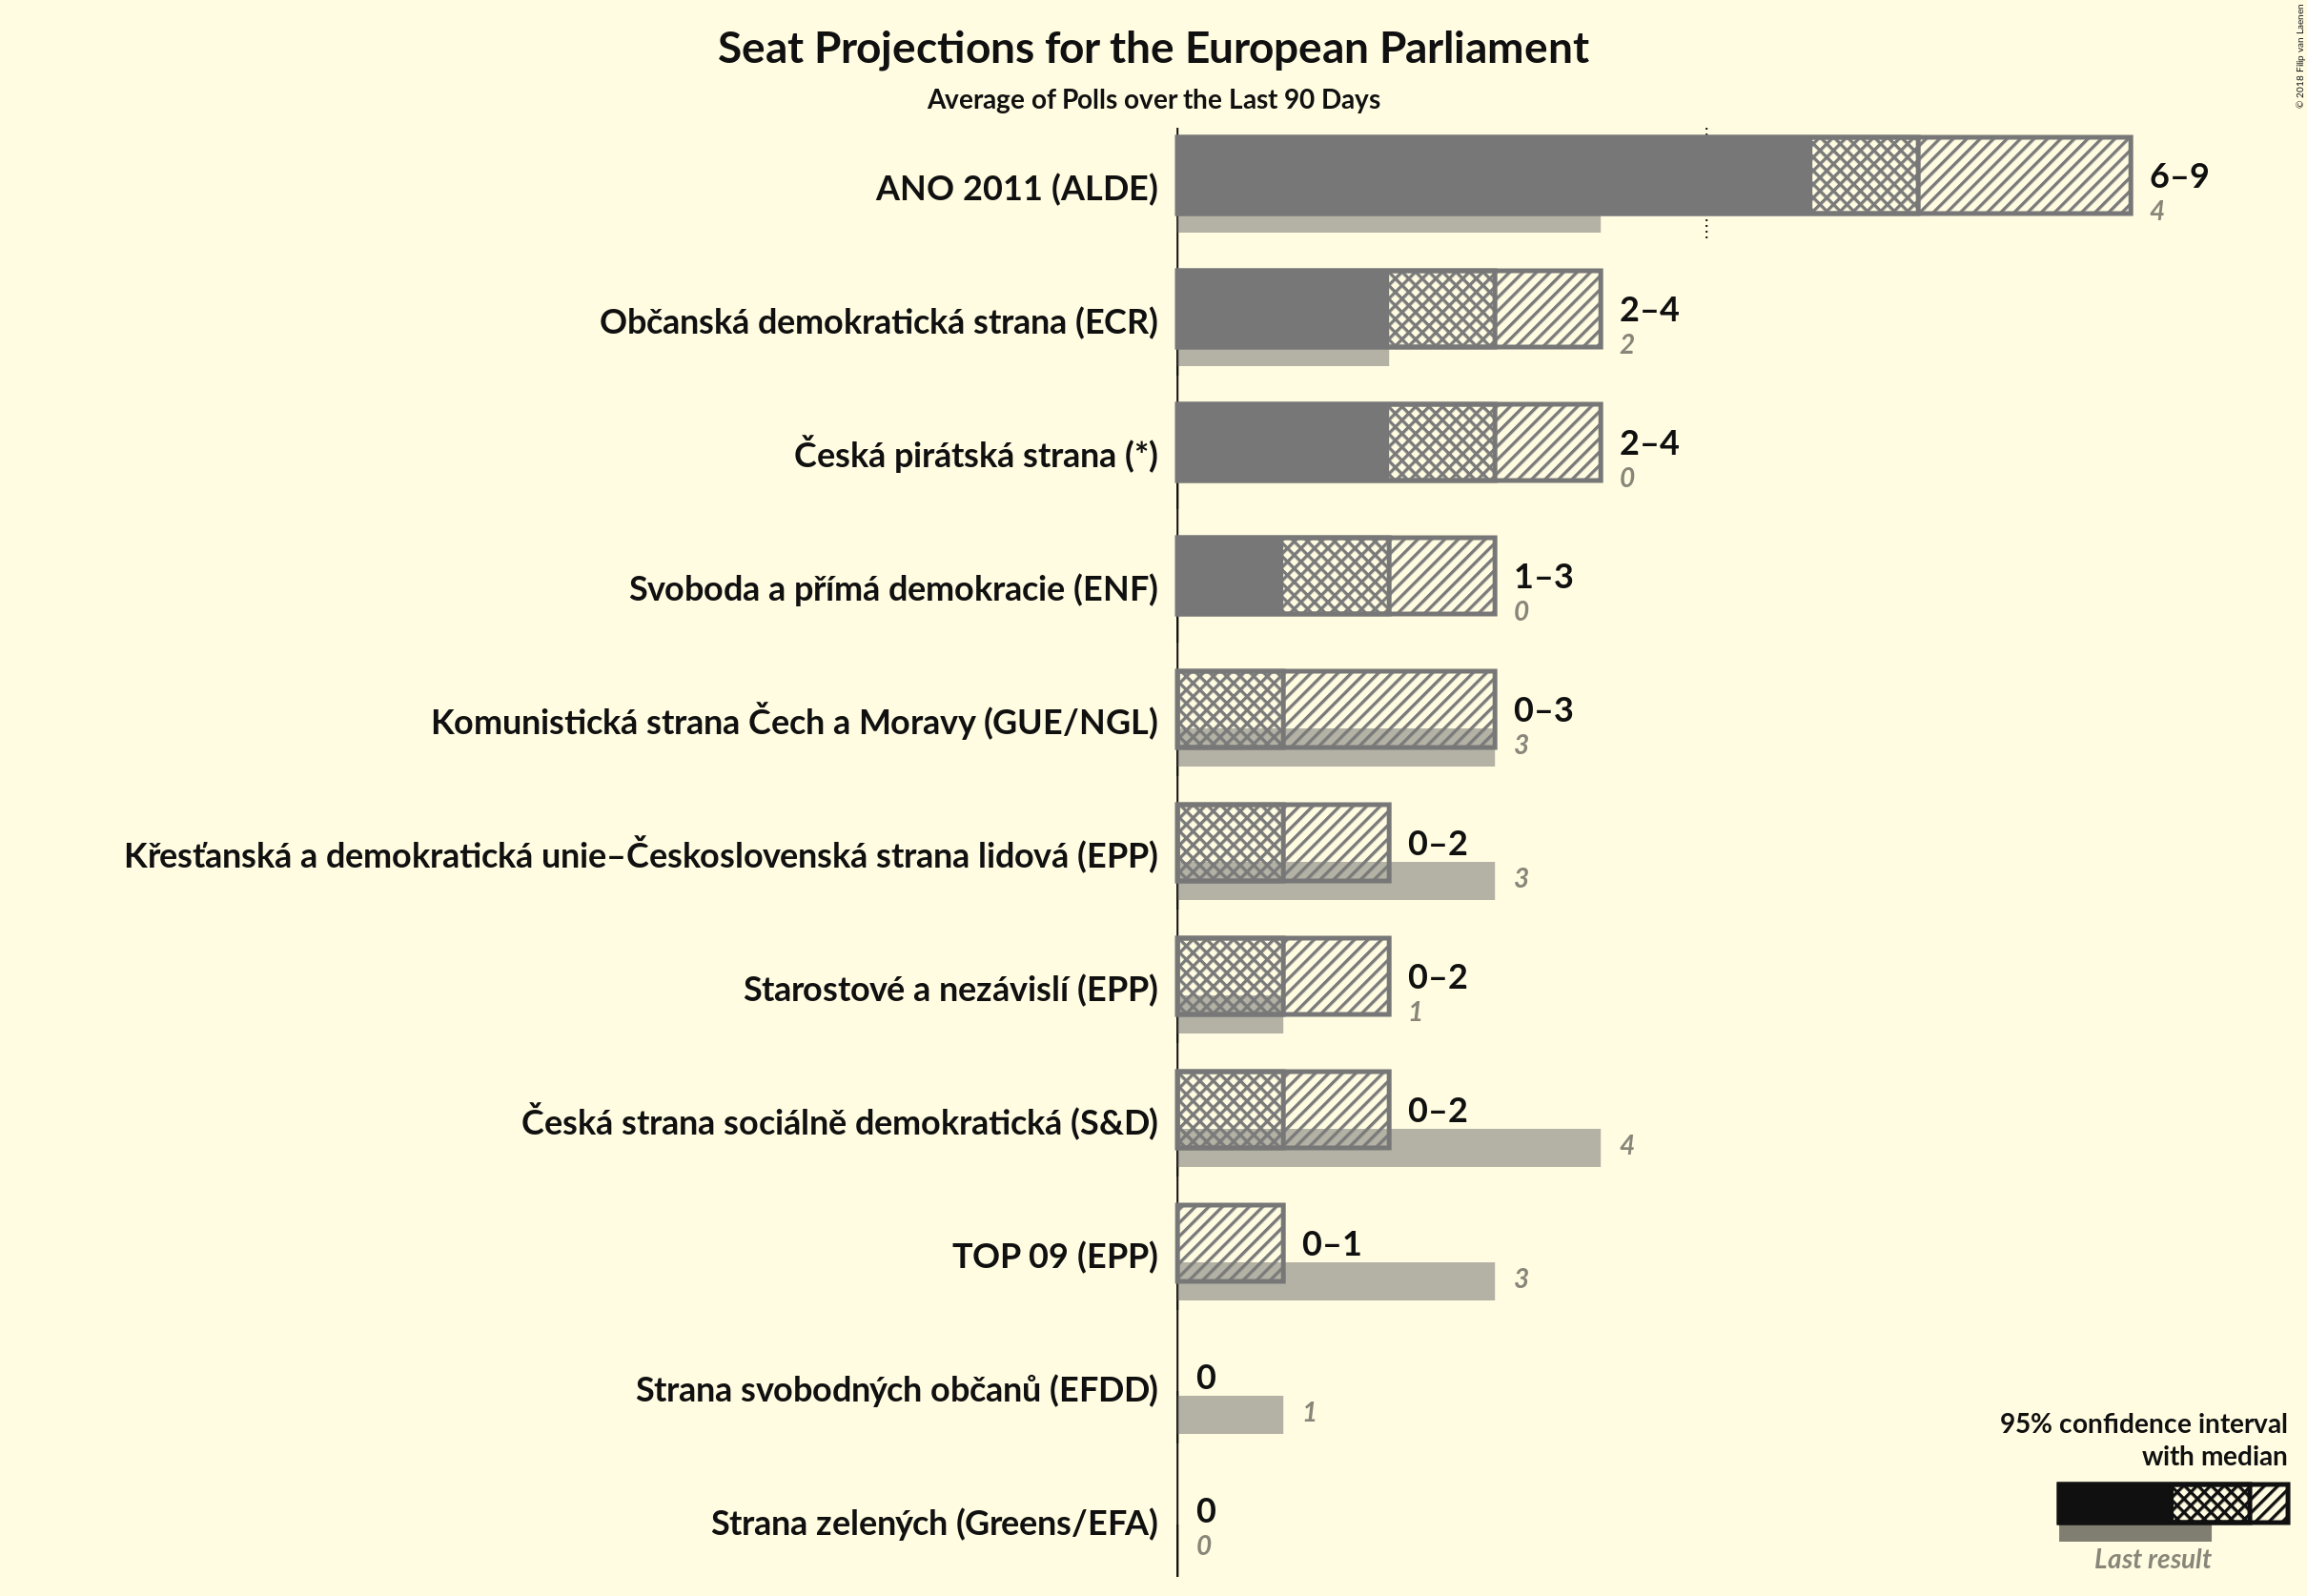 Seat Projections for the European Parliament
Average of Polls over the Last 90 Days
© 2018 Filip van Laenen
ANO 2011 (ALDE)
6–9
4
Občanská demokratická strana (ECR)
2–4
2
Česká pirátská strana (*)
2–4
0
Svoboda a přímá demokracie (ENF)
1–3
0
Komunistická strana Čech a Moravy (GUE/NGL)
0–3
3
Křesťanská a demokratická unie–Československá strana lidová (EPP)
0–2
3
Starostové a nezávislí (EPP)
0–2
1
Česká strana sociálně demokratická (S&D)
0–2
4
TOP 09 (EPP)
0–1
3
Strana svobodných občanů (EFDD)
0
1
Strana zelených (Greens/EFA)
0
0
95% confidence interval
with median
Last result